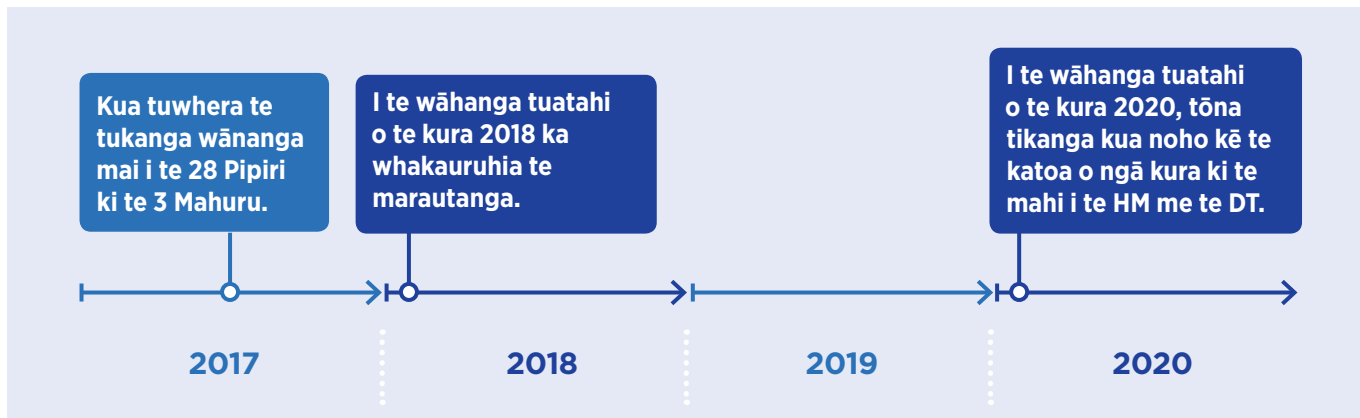 Kua tuwhera te
tukanga wānanga
mai i te 28 Pipiri
ki te 3 Mahuru.
I te wāhanga tuatahi
o te kura 2018 ka
whakauruhia te
marautanga.
I te wāhanga tuatahi
o te kura 2020, tōna
tikanga kua noho kē te
katoa o ngā kura ki te
mahi i te HM me te DT.
2017
2018
2019
2020